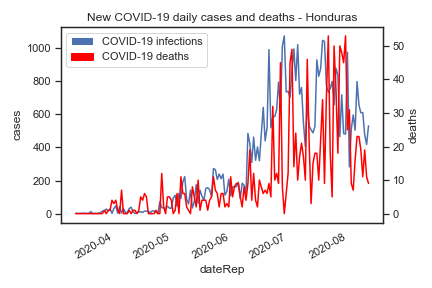 New COVID-19 daily cases and deaths - Honduras
COVID-19 infections
COVID-19 deaths
1000
800
600
400
200
0
cases
50
40
30
20
10
0
deaths
2020-04
2020-05
2020-06
2020-07
2020-08
dateRep